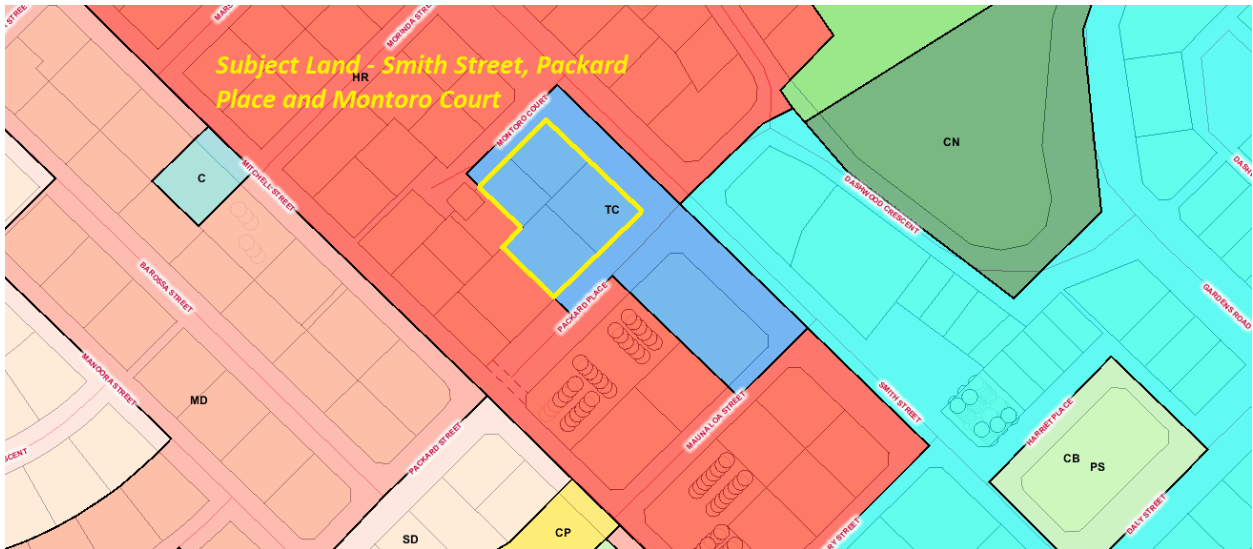 MORINDA STREET
Subject Land - Smith Street, Packard
Place and Montoro Court
HR
MONTORO COURT
CN
C
MITCHELL STREET
TC
DASHWOOD CRESCENT
BAROSSA STREET
GARDENS ROAD
PACKARD PLACE
MANOORA STREET
MD
MAUNA LOA STREET
SMITH STREET
HARRIET PLACE
PACKARD STREET
CB
PS
SD
CP
DALY STREET